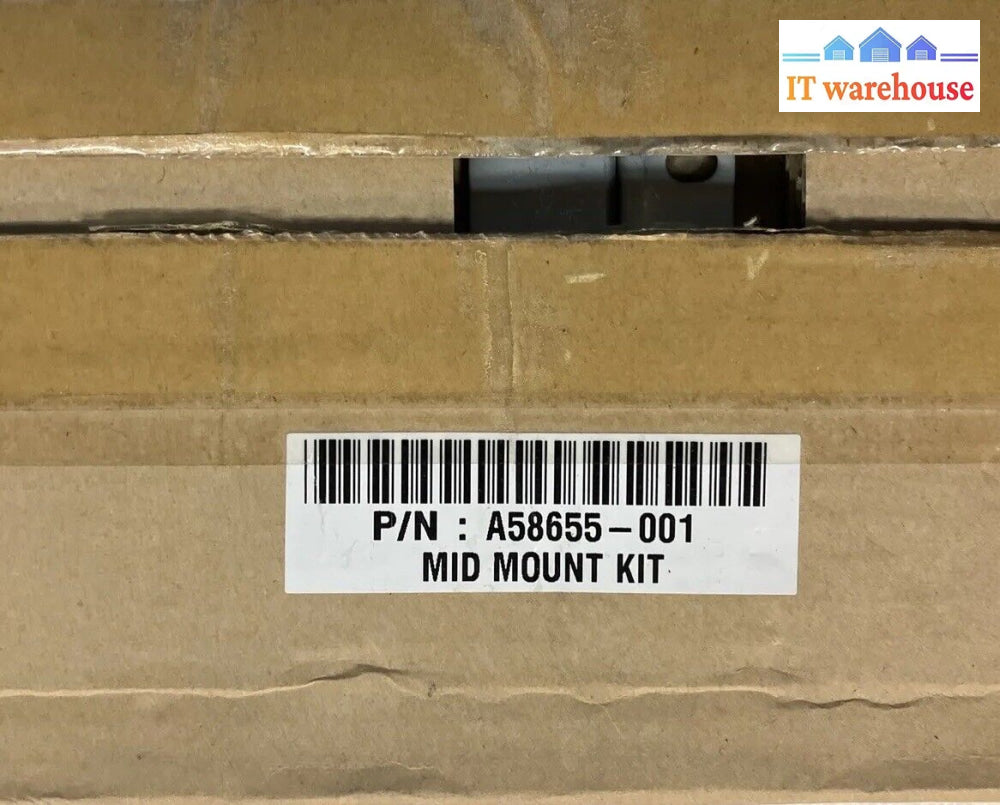 IT warehouse
P/N : A58655-001
MID MOUNT KIT